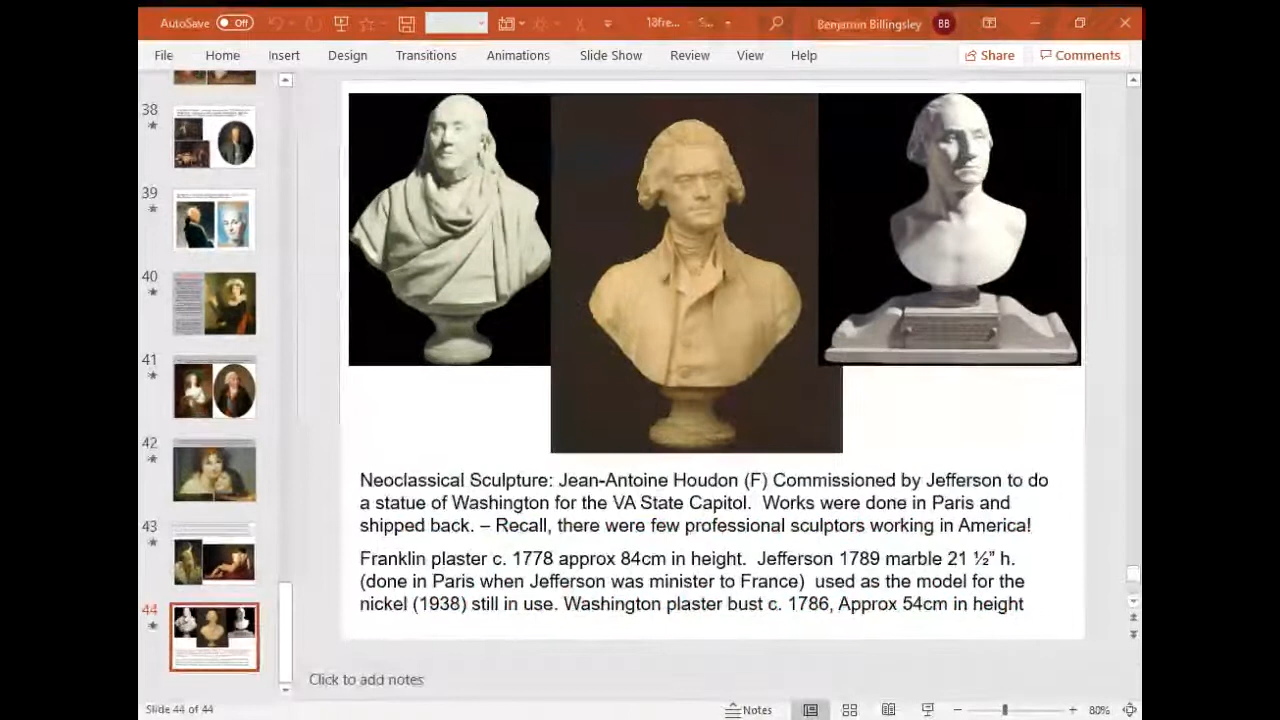 AutoSave Off 18fre... - S... Benjamin Billingsley BB
File Home Insert Design Transitions Animations Slide Show Review View Help Share Comments
38
39
40
41
42
43
44
Neoclassical Sculpture: Jean-Antoine Houdon (F) Commissioned by Jefferson to do
a statue of Washington for the VA State Capitol. Works were done in Paris and
shipped back. – Recall, there were few professional sculptors working in America!
Franklin plaster c. 1778 approx 84cm in height. Jefferson 1789 marble 21 ½” h.
(done in Paris when Jefferson was minister to France) used as the model for the
nickel (1938) still in use. Washington plaster bust c. 1786, Approx 54cm in height
Click to add notes
Slide 44 of 44 Notes 80%